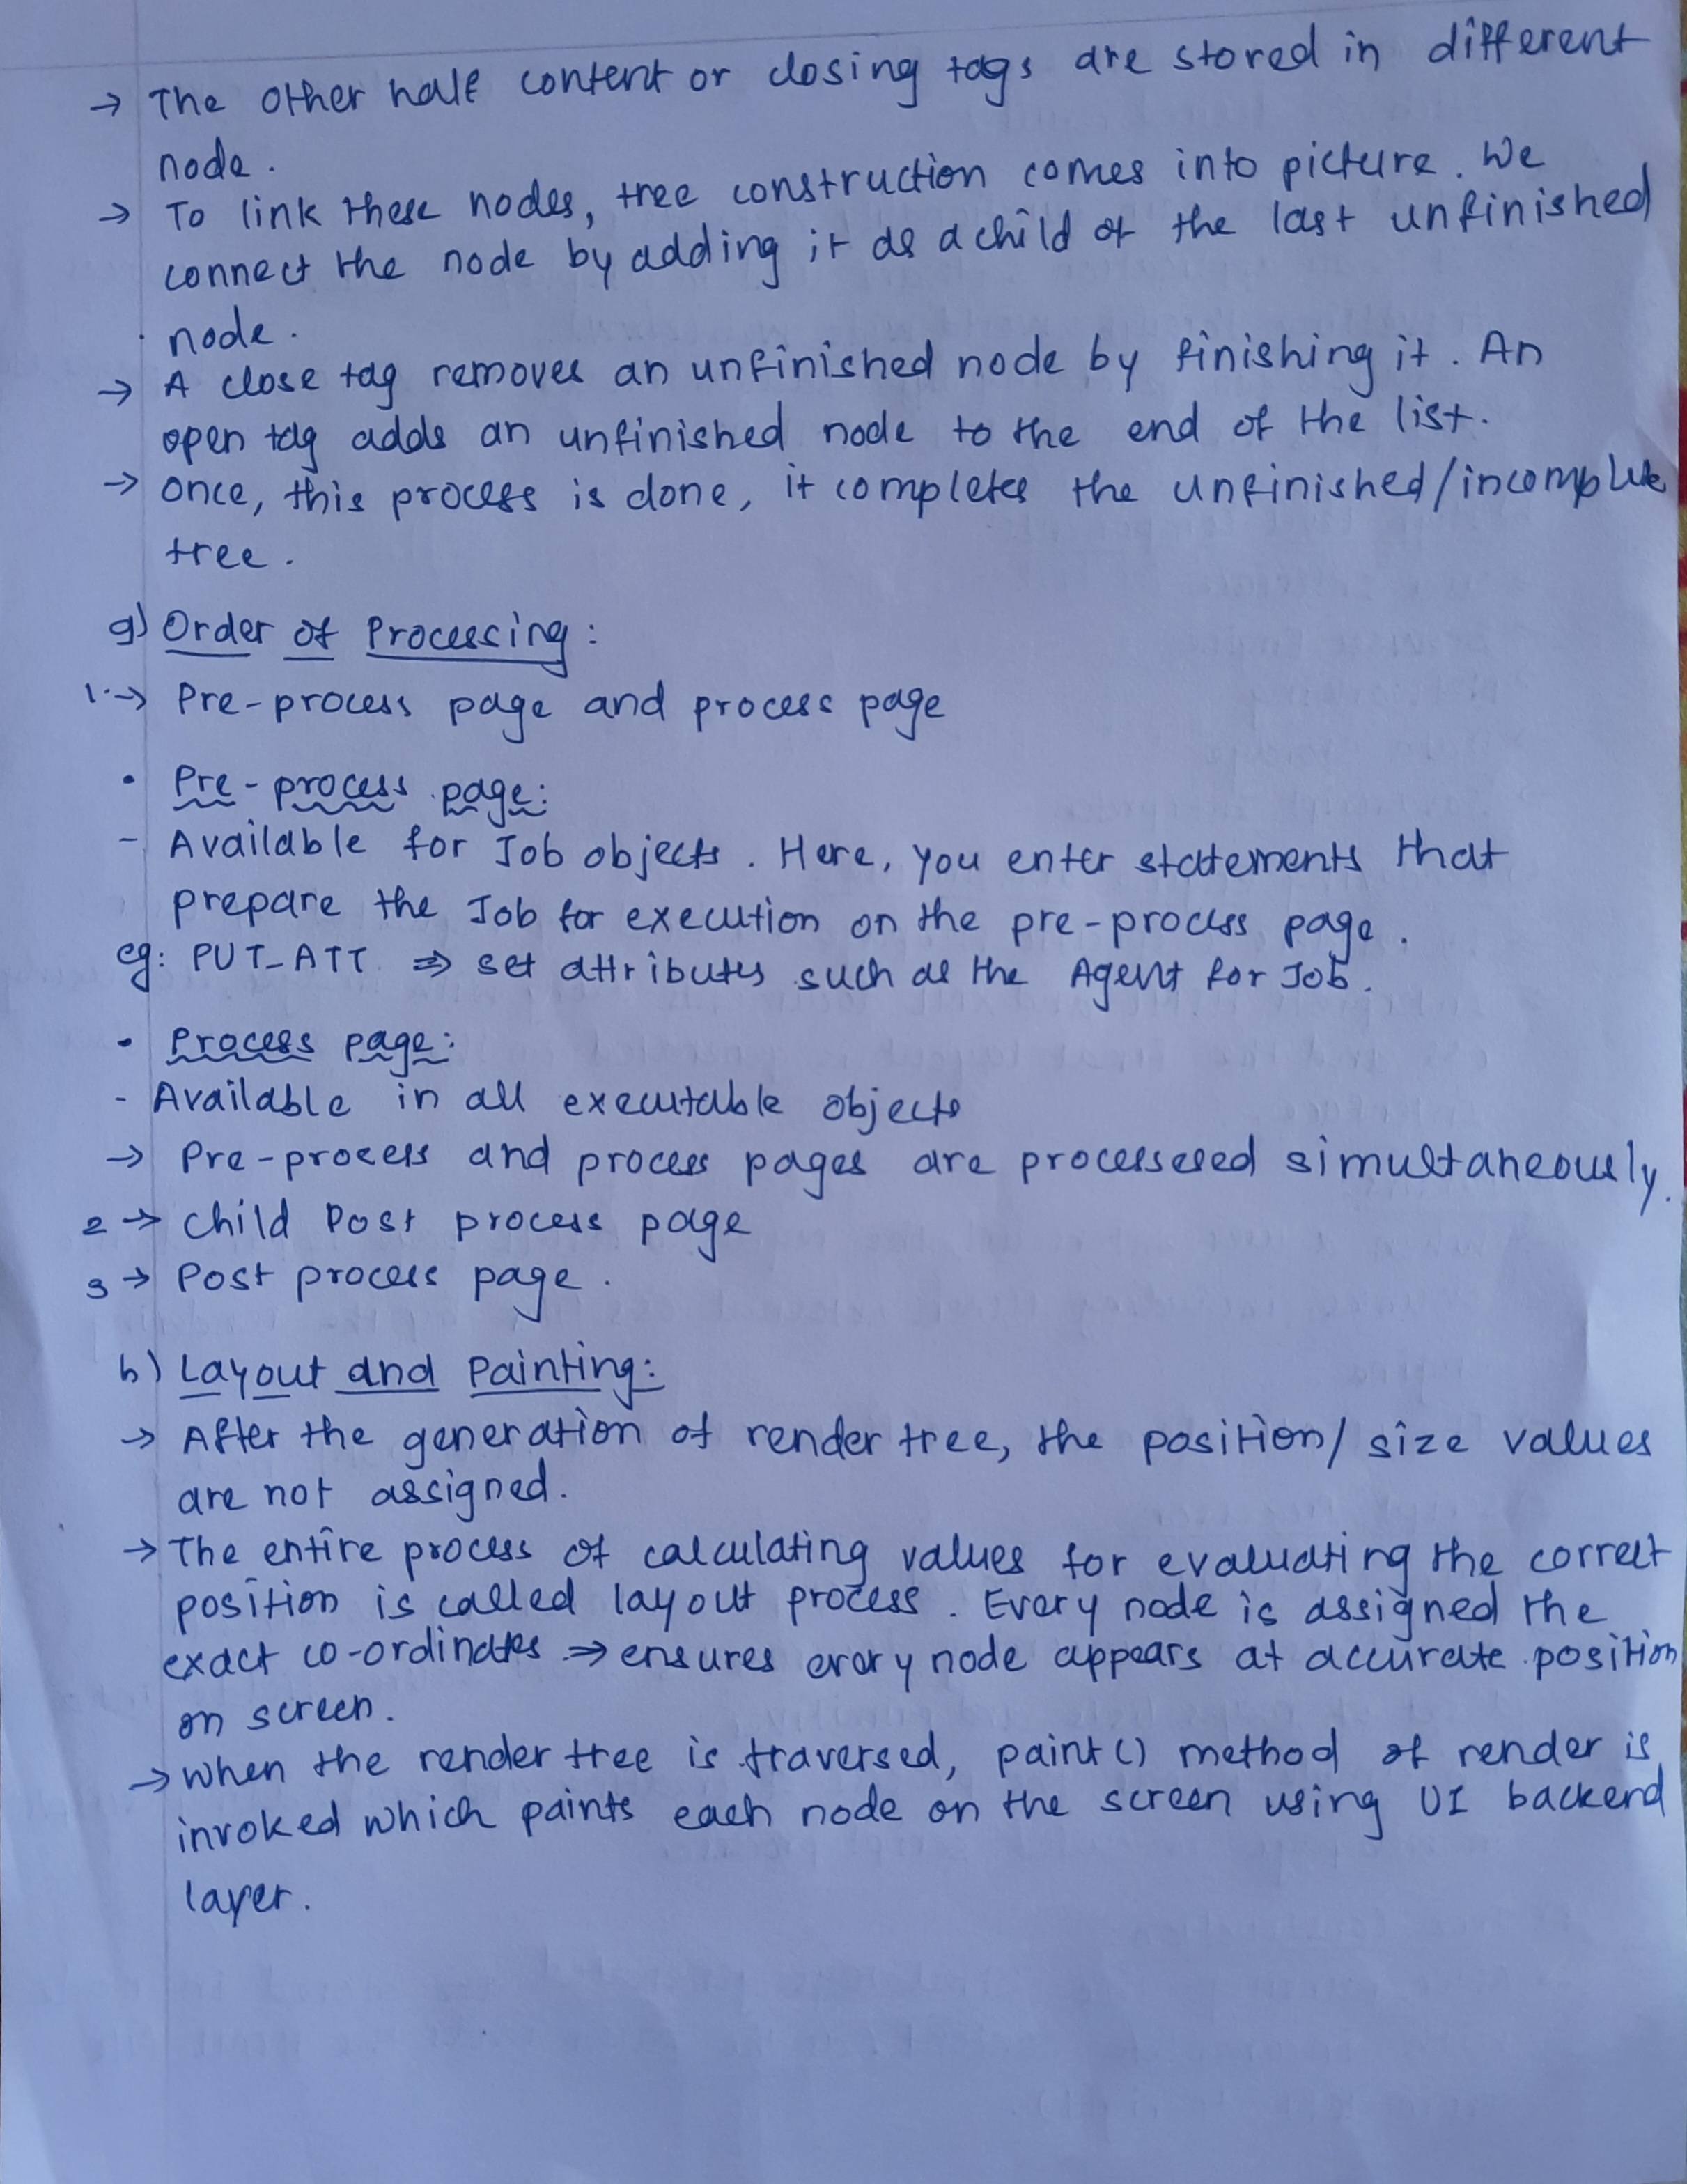 → The other half content or closing tags are stored in different
node.
→ To link these nodes, tree construction comes into picture. We
connect the node by adding it as a child of the last unfinished
node.
→ A close tag removes an unfinished node by finishing it. An
open tag adds an unfinished node to the end of the list.
→ Once, this process is done, it completes the unfinished/incomplete
tree.
g) Order of Processing:
1.→ Pre-process page and process page
• Pre-process page:
- Available for Job objects. Here, you enter statements that
prepare the Job for execution on the pre-process page.
eg: PUT_ATT ⇒ set attributes such as the Agent for Job.
• Process page:
- Available in all executable objects
→ Pre-process and process pages are processesed simultaneously.
2 → Child Post process page
3 → Post process page.
h) Layout and Painting:
→ After the generation of render tree, the position/ size values
are not assigned.
→ The entire process of calculating values for evaluating the correct
position is called layout process. Every node is assigned the
exact co-ordinates ⇒ ensures every node appears at accurate position
on screen.
→ When the render tree is traversed, paint() method of render is
invoked which paints each node on the screen using UI backend
layer.